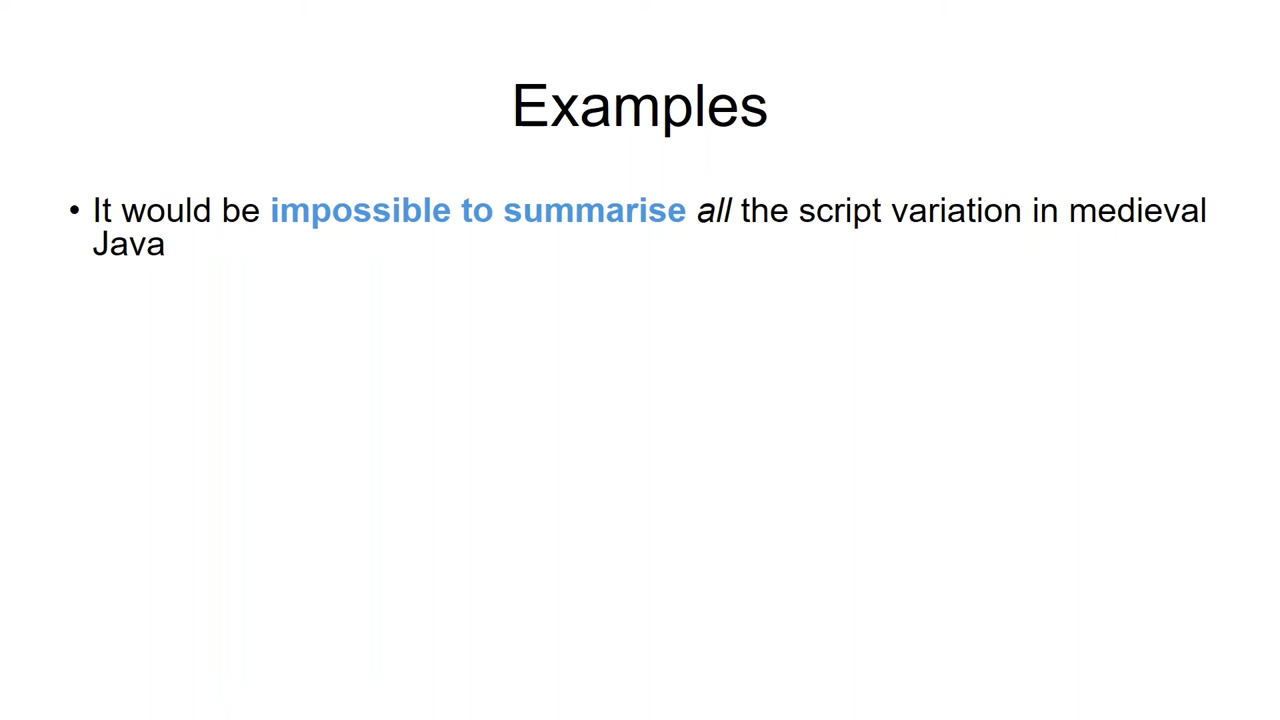 Examples
• It would be impossible to summarise all the script variation in medieval
Java